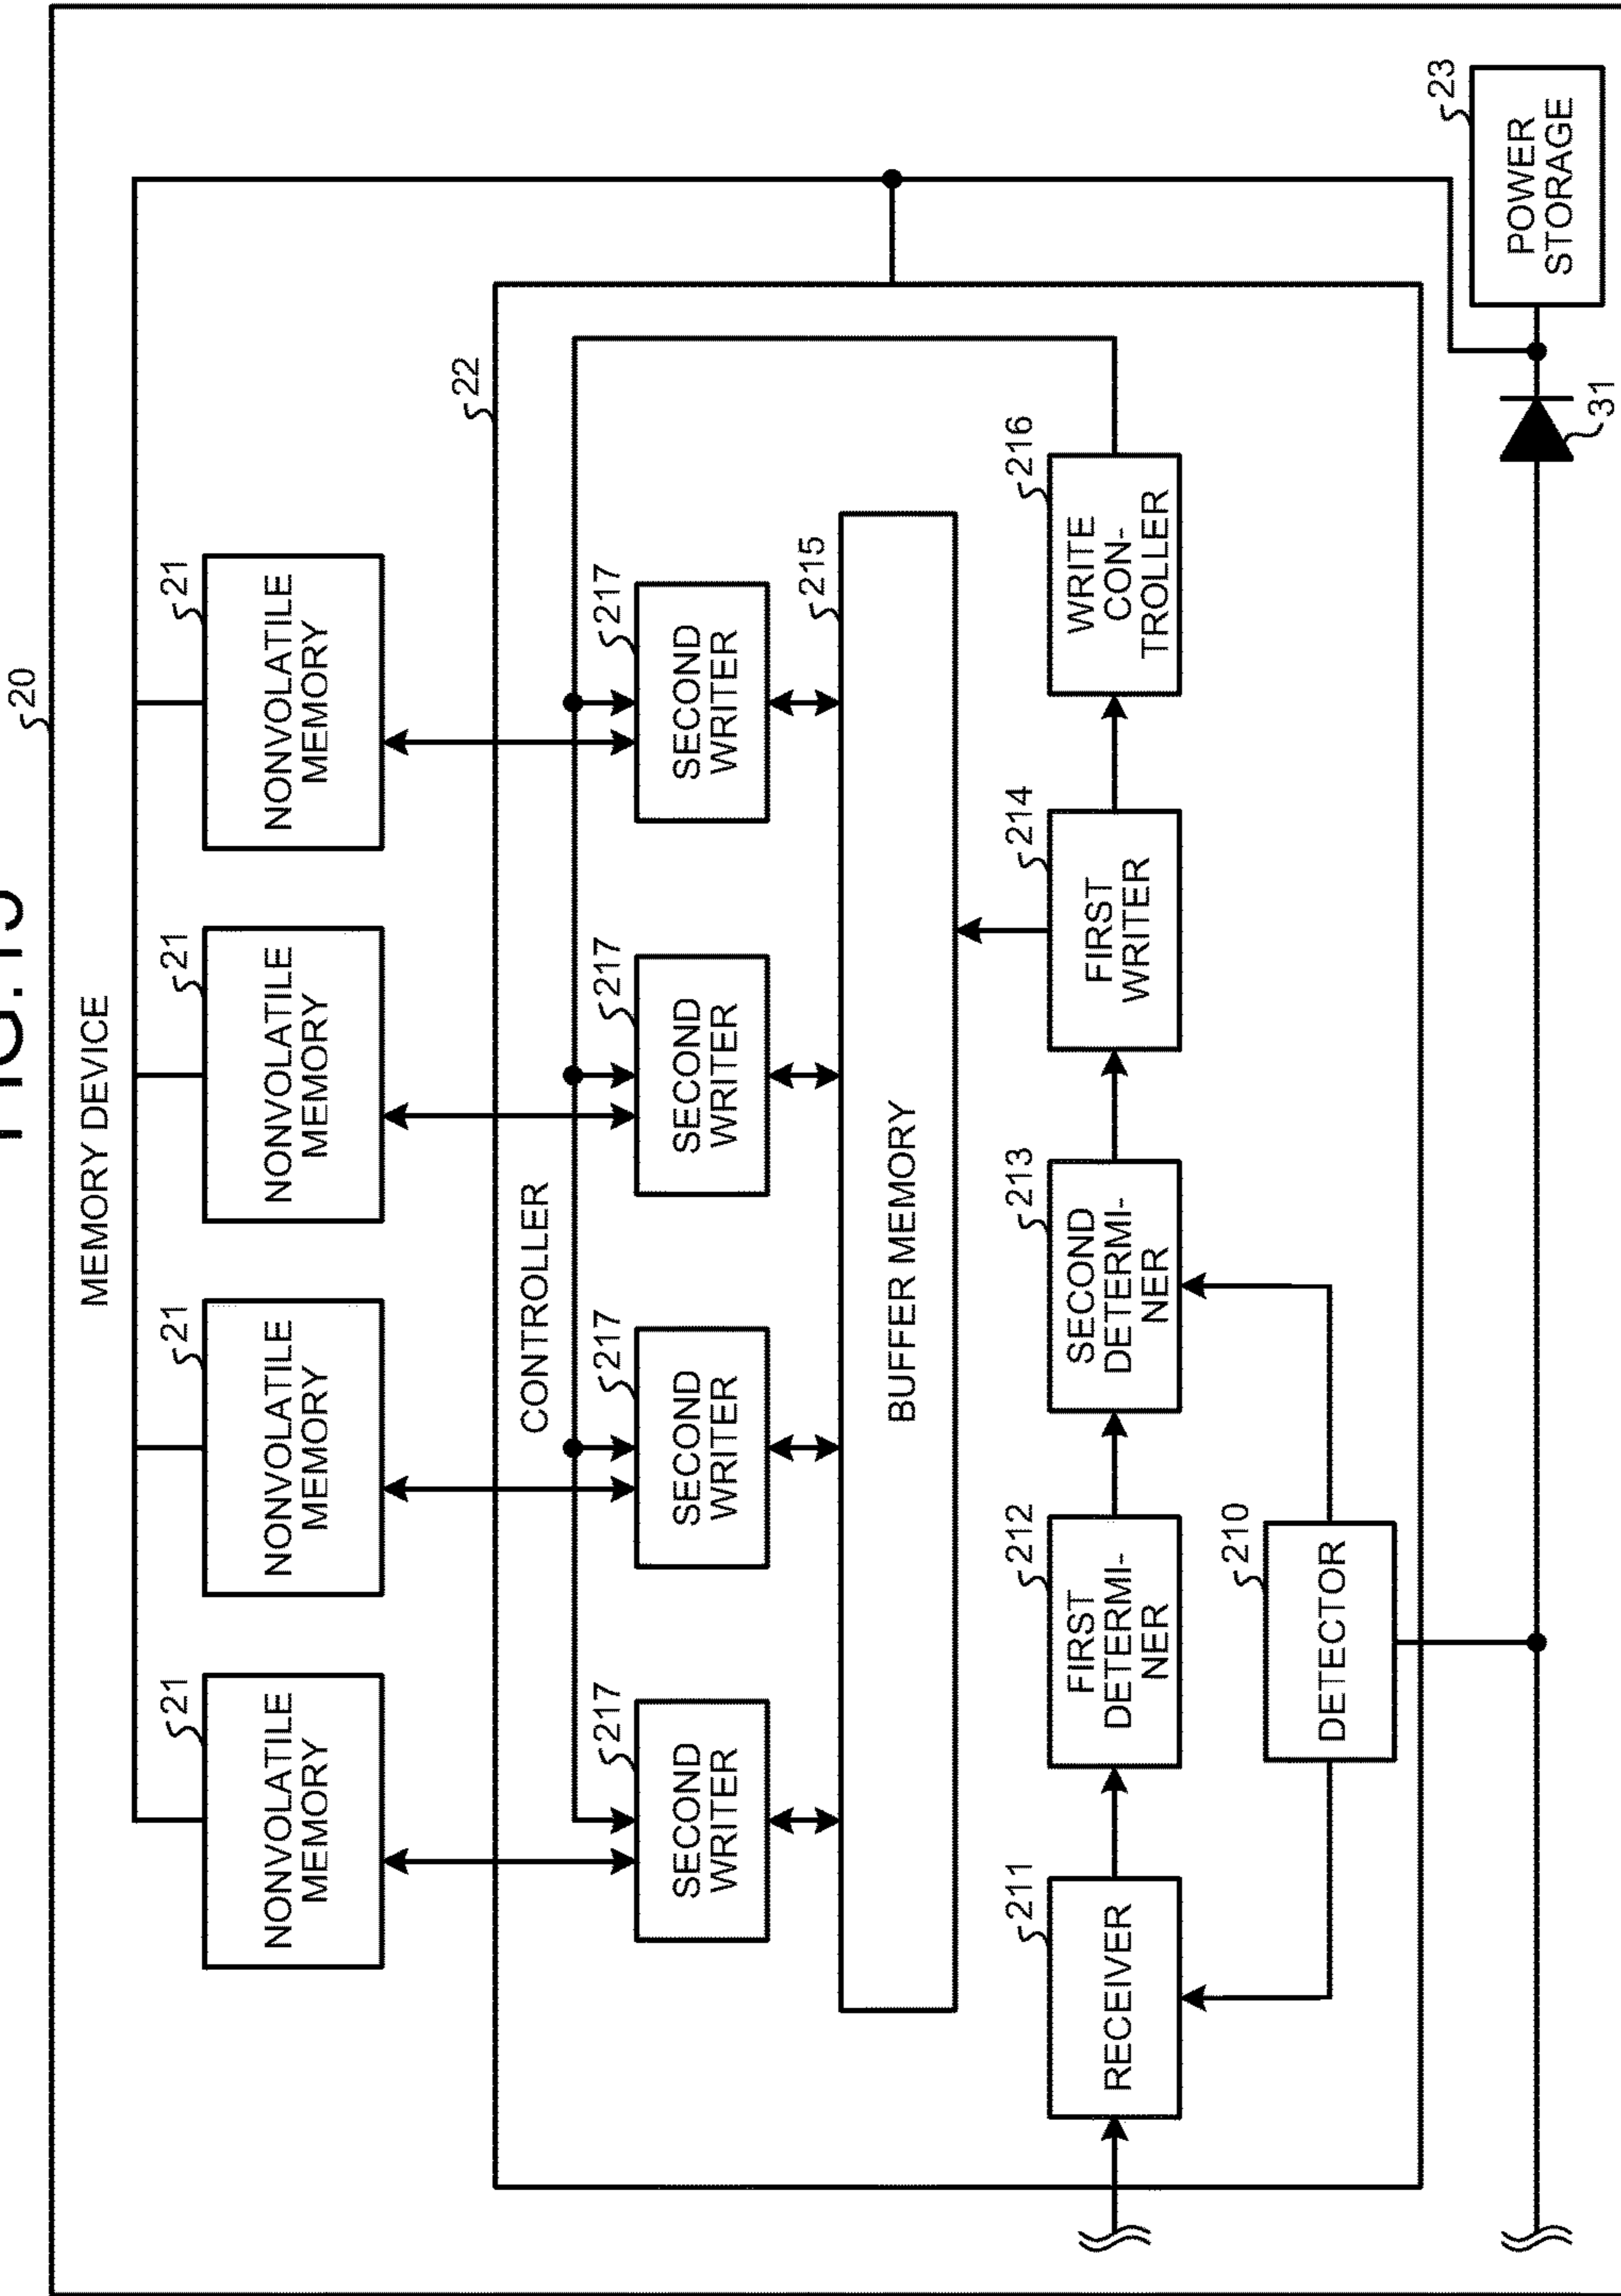 20
MEMORY DEVICE
21
NONVOLATILE
MEMORY
21
NONVOLATILE
MEMORY
21
NONVOLATILE
MEMORY
21
NONVOLATILE
MEMORY
22
CONTROLLER
217
SECOND
WRITER
217
SECOND
WRITER
217
SECOND
WRITER
217
SECOND
WRITER
215
BUFFER MEMORY
211
RECEIVER
212
FIRST
DETERMI-
NER
213
SECOND
DETERMI-
NER
214
FIRST
WRITER
216
WRITE
CON-
TROLLER
210
DETECTOR
23
POWER
STORAGE
31